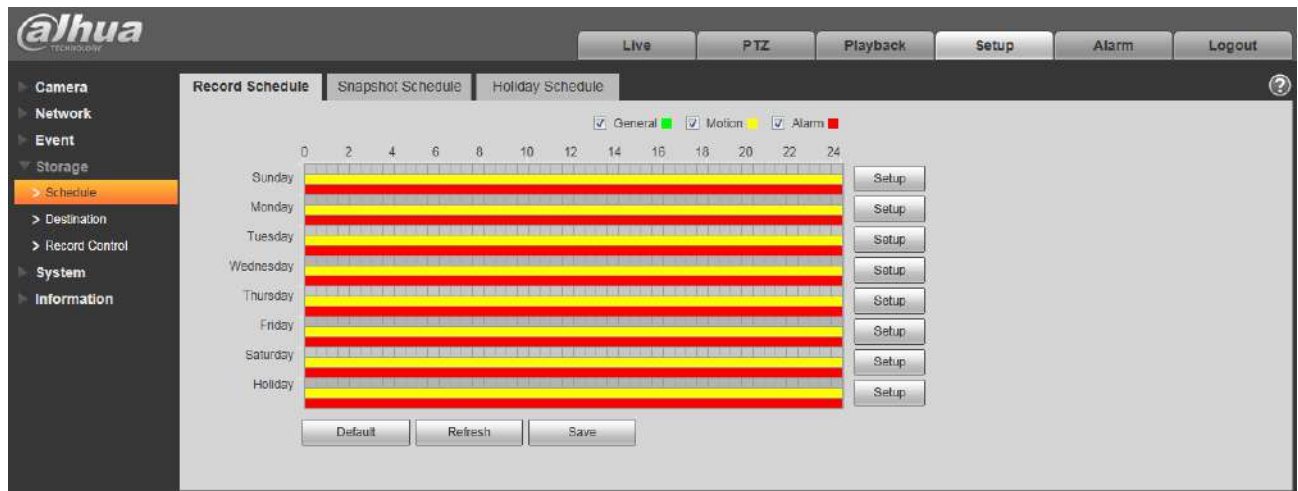 alhua
TECHNOLOGY
Live PTZ Playback Setup Alarm Logout
Camera
Network
Event
Storage
> Schedule
> Destination
> Record Control
System
Information
Record Schedule Snapshot Schedule Holiday Schedule ?
General Motion Alarm
0 2 4 6 8 10 12 14 16 18 20 22 24
Sunday Setup
Monday Setup
Tuesday Setup
Wednesday Setup
Thursday Setup
Friday Setup
Saturday Setup
Holiday Setup
Default Refresh Save